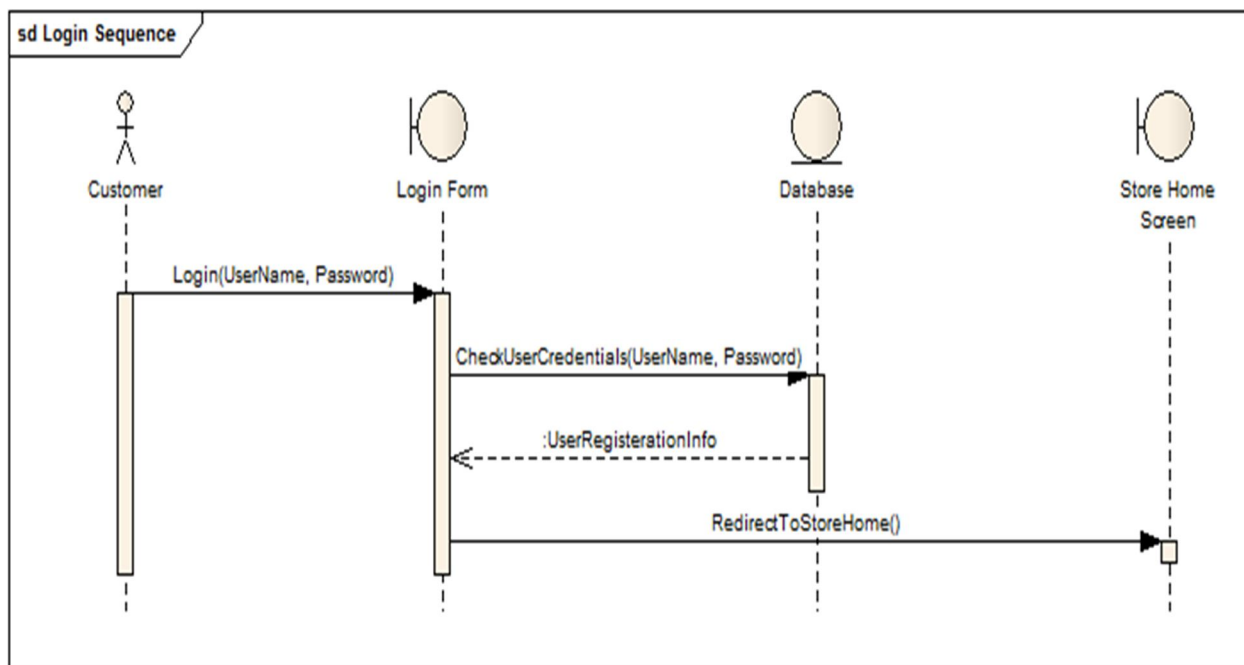 sd Login Sequence
Customer
Login Form
Database
Store Home
Screen
Login(UserName, Password)
CheckUserCredentials(UserName, Password)
:UserRegisterationInfo
RedirectToStoreHome()